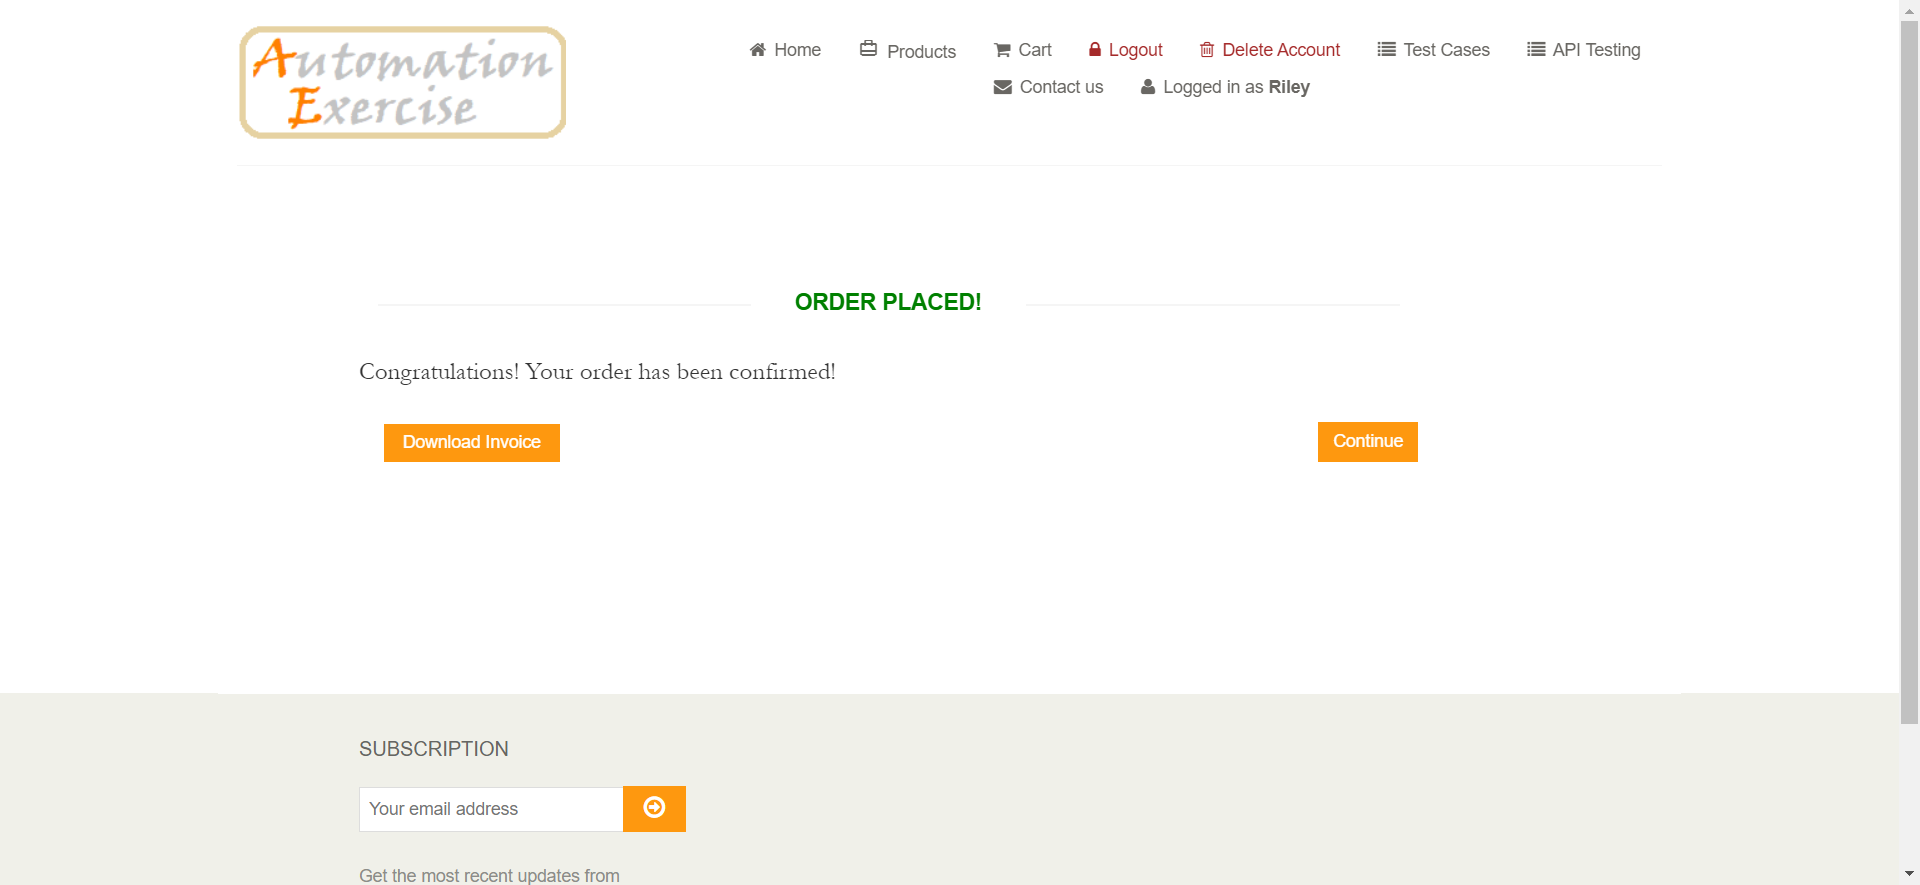 Automation
Exercise
Home Products Cart Logout Delete Account Test Cases API Testing
Contact us Logged in as Riley
ORDER PLACED!
Congratulations! Your order has been confirmed!
Download Invoice Continue
SUBSCRIPTION
Your email address
Get the most recent updates from